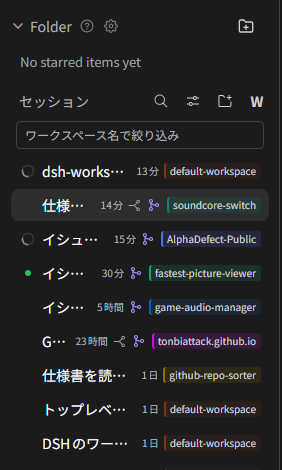 Folder
No starred items yet
セッション W
ワークスペース名で絞り込み
dsh-works… 13分 default-workspace
仕様… 14分 soundcore-switch
イシュ… 15分 AlphaDefect-Public
イシ… 30分 fastest-picture-viewer
イシ… 5時間 game-audio-manager
G… 23時間 tonbiattack.github.io
仕様書を読… 1日 github-repo-sorter
トップレベ… 1日 default-workspace
DSHのワー… 1日 default-workspace